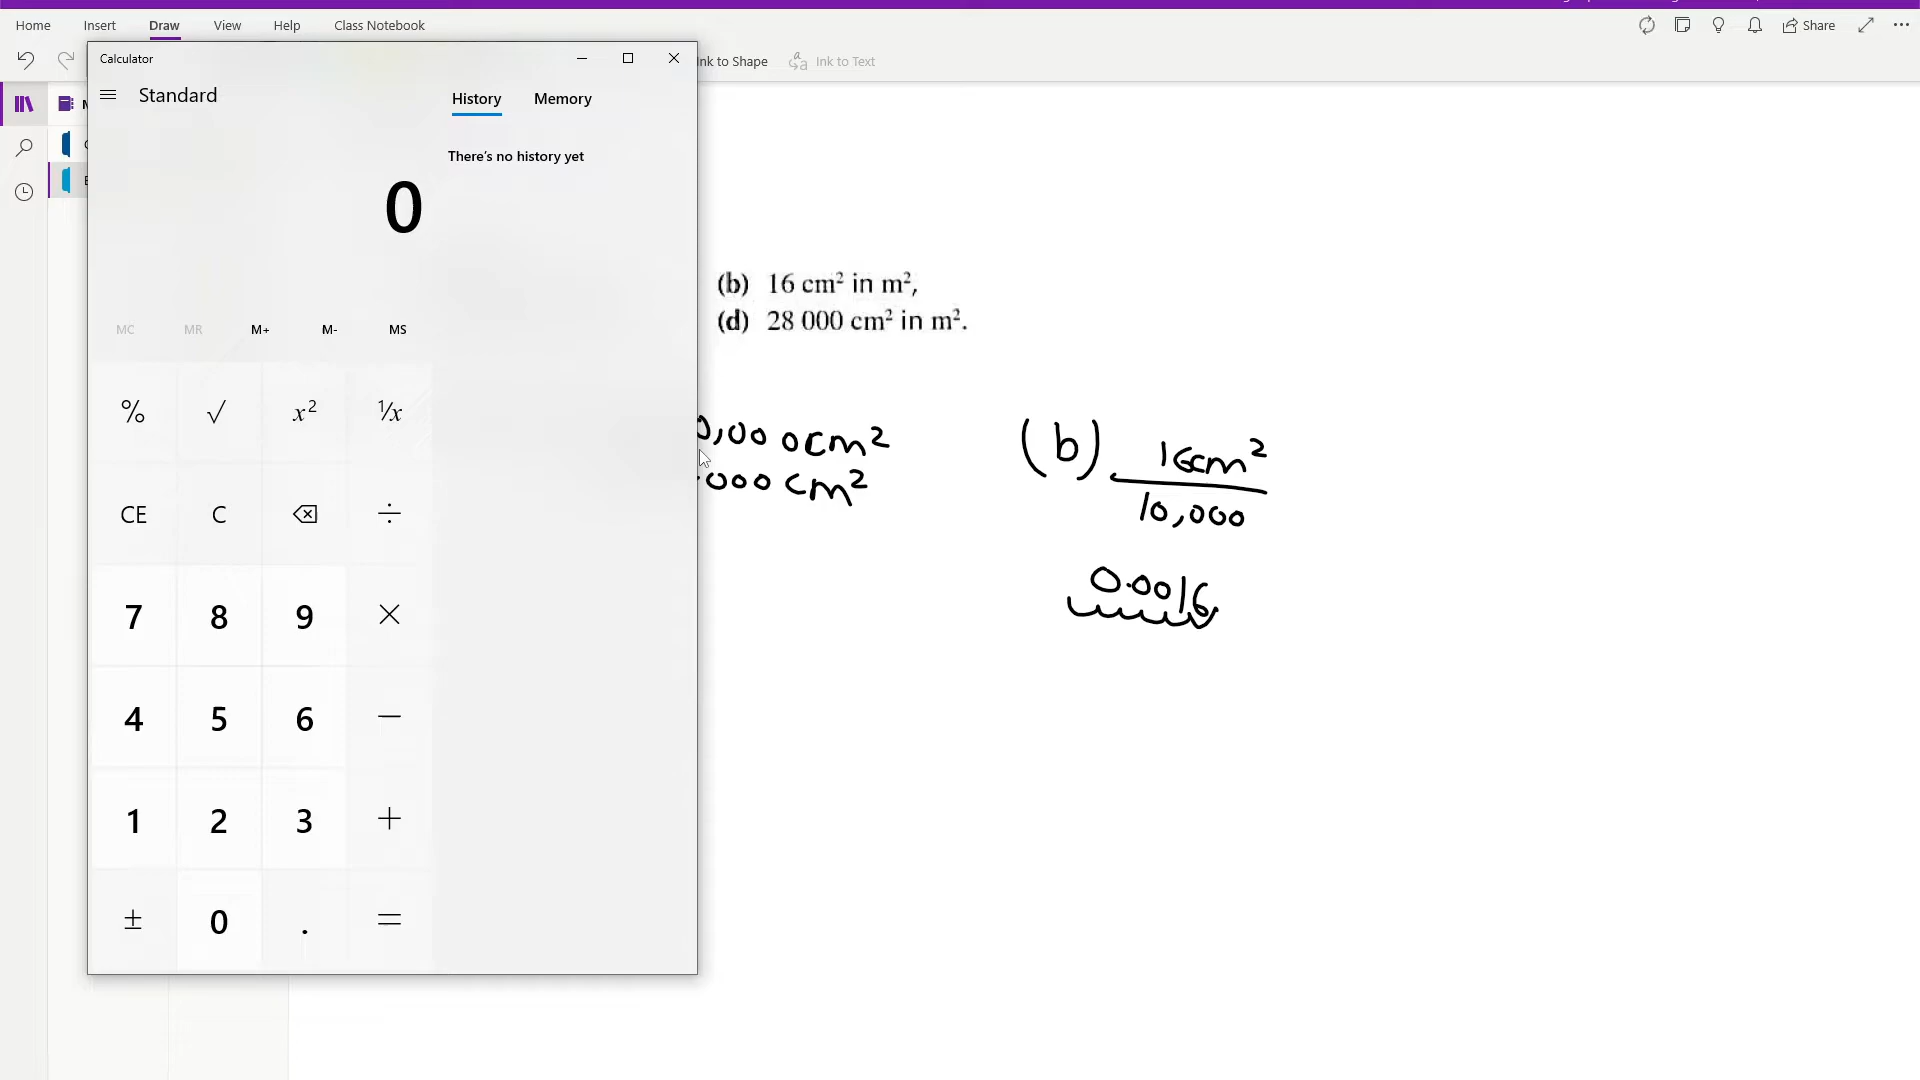 Home Insert Draw View Help Class Notebook Share
nk to Shape Ink to Text
Calculator
Standard
History Memory
There's no history yet
0
MC MR M+ M- MS
% √ x² ¹/x
CE C ÷
7 8 9 ×
4 5 6 −
1 2 3 +
± 0 . =
(b) 16 cm² in m²,
(d) 28 000 cm² in m².
0,000cm²
000 cm²
(b) 16cm²
10,000
0.0016